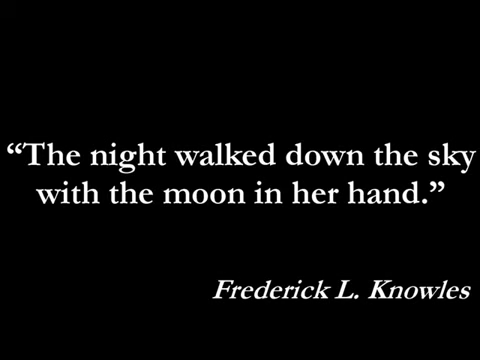 “The night walked down the sky
with the moon in her hand.”
Frederick L. Knowles